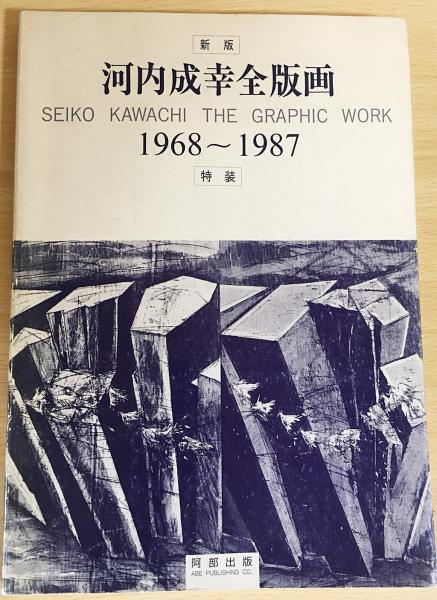 新版
河内成幸全版画
SEIKO KAWACHI THE GRAPHIC WORK
1968～1987
特装
阿部出版
ABE PUBLISHING CO.,